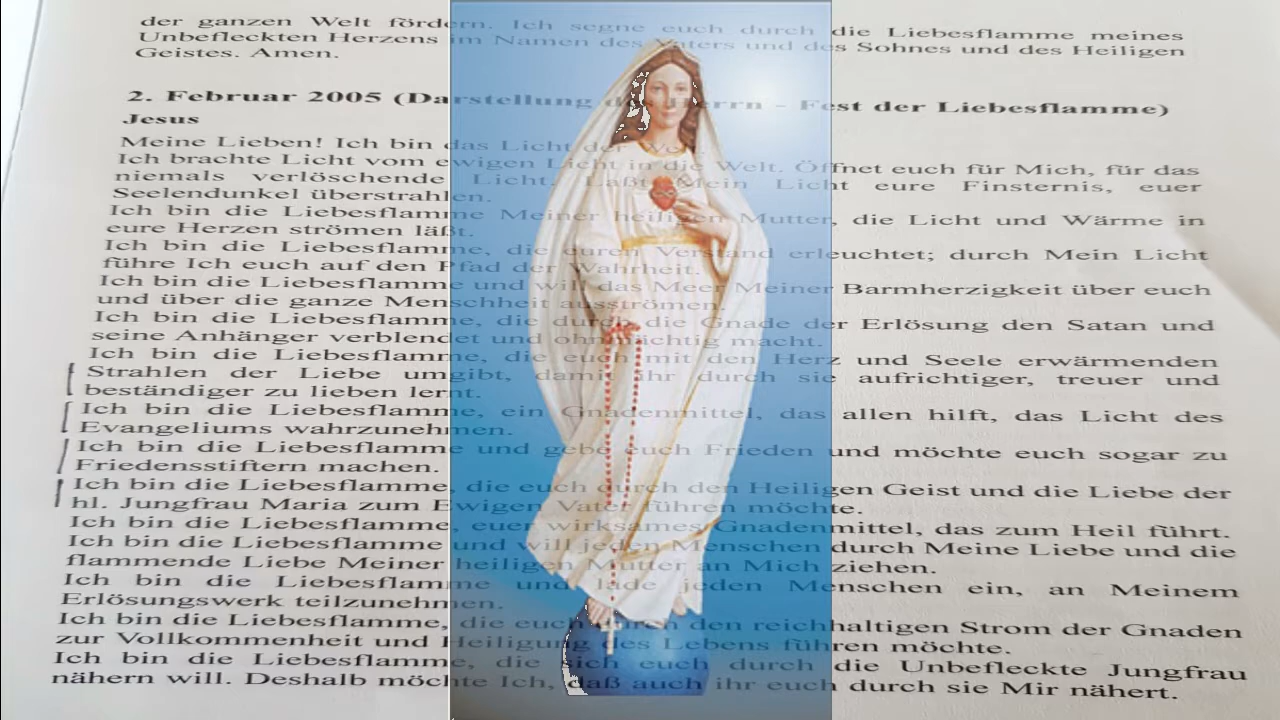 der ganzen Welt fördern. Ich segne euch durch die Liebesflamme meines
Unbefleckten Herzens im Namen des Vaters und des Sohnes und des Heiligen
Geistes. Amen.
2. Februar 2005 (Darstellung des Herrn - Fest der Liebesflamme)
Jesus
Meine Lieben! Ich bin das Licht der Welt.
Ich brachte Licht vom ewigen Licht in die Welt. Öffnet euch für Mich, für das
niemals verlöschende Licht. Laßt Mein Licht eure Finsternis, euer
Seelendunkel überstrahlen.
Ich bin die Liebesflamme Meiner heiligen Mutter, die Licht und Wärme in
eure Herzen strömen läßt.
Ich bin die Liebesflamme, die euren Verstand erleuchtet; durch Mein Licht
führe Ich euch auf den Pfad der Wahrheit.
Ich bin die Liebesflamme und will das Meer Meiner Barmherzigkeit über euch
und über die ganze Menschheit ausströmen.
Ich bin die Liebesflamme, die durch die Gnade der Erlösung den Satan und
seine Anhänger verblendet und ohnmächtig macht.
Ich bin die Liebesflamme, die euch mit den Herz und Seele erwärmenden
Strahlen der Liebe umgibt, damit ihr durch sie aufrichtiger, treuer und
beständiger zu lieben lernt.
Ich bin die Liebesflamme, ein Gnadenmittel, das allen hilft, das Licht des
Evangeliums wahrzunehmen.
Ich bin die Liebesflamme und gebe euch Frieden und möchte euch sogar zu
Friedensstiftern machen.
Ich bin die Liebesflamme, die euch durch den Heiligen Geist und die Liebe der
hl. Jungfrau Maria zum Ewigen Vater führen möchte.
Ich bin die Liebesflamme, euer wirksames Gnadenmittel, das zum Heil führt.
Ich bin die Liebesflamme und will jeden Menschen durch Meine Liebe und die
flammende Liebe Meiner heiligen Mutter an Mich ziehen.
Ich bin die Liebesflamme und lade jeden Menschen ein, an Meinem
Erlösungswerk teilzunehmen.
Ich bin die Liebesflamme, die euch durch den reichhaltigen Strom der Gnaden
zur Vollkommenheit und Heiligung des Lebens führen möchte.
Ich bin die Liebesflamme, die sich euch durch die Unbefleckte Jungfrau
nähern will. Deshalb möchte Ich, daß auch ihr euch durch sie Mir nähert.